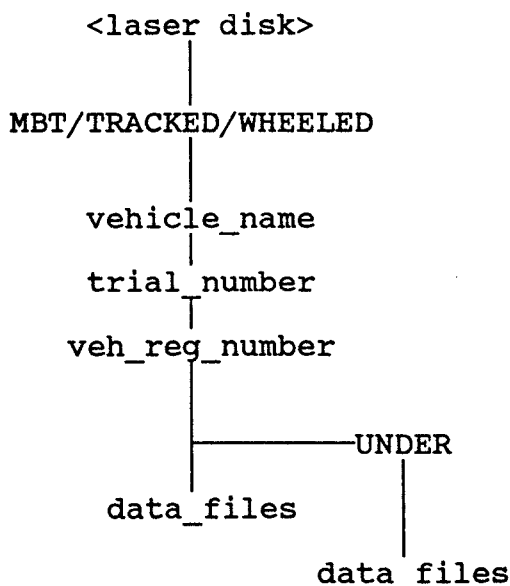 <laser disk>
MBT/TRACKED/WHEELED
vehicle_name
trial_number
veh_reg_number
UNDER
data_files
data files